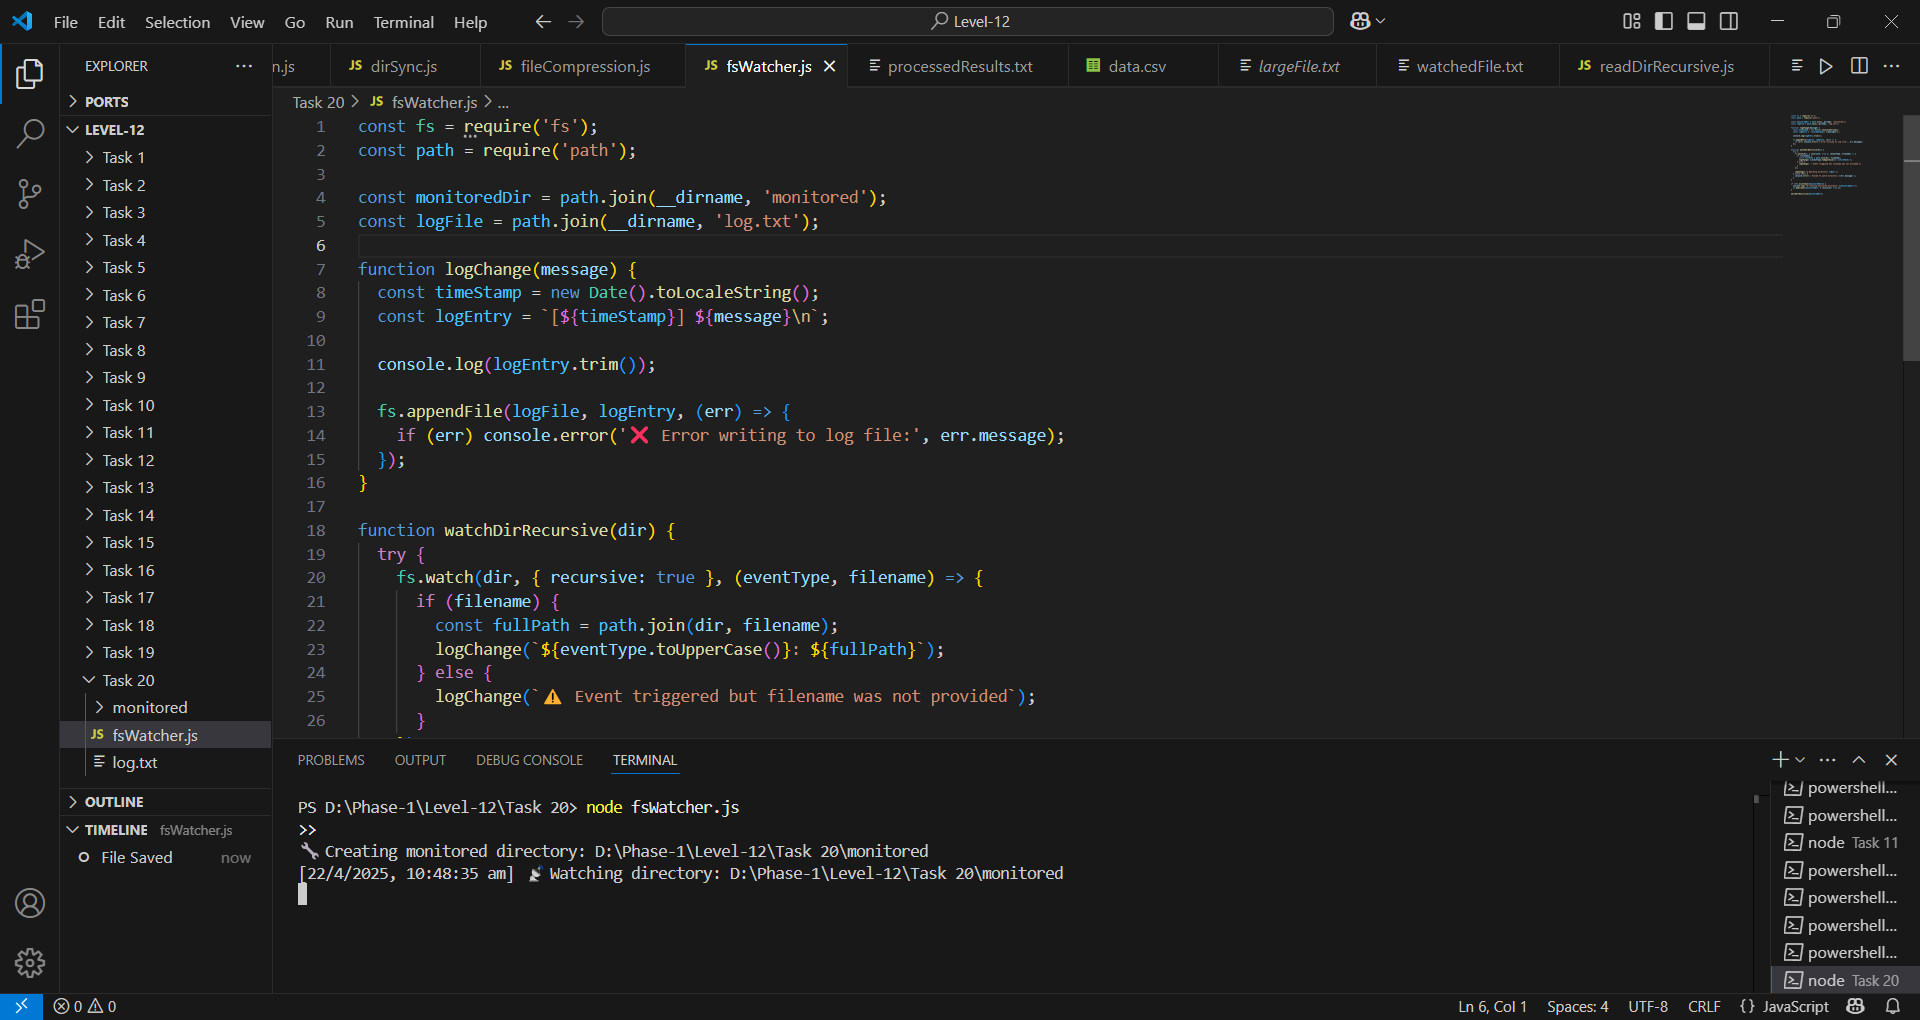 File Edit Selection View Go Run Terminal Help
Level-12
EXPLORER
PORTS
LEVEL-12
Task 1
Task 2
Task 3
Task 4
Task 5
Task 6
Task 7
Task 8
Task 9
Task 10
Task 11
Task 12
Task 13
Task 14
Task 15
Task 16
Task 17
Task 18
Task 19
Task 20
monitored
JS fsWatcher.js
log.txt
OUTLINE
TIMELINE fsWatcher.js
File Saved now
n.js JS dirSync.js JS fileCompression.js JS fsWatcher.js processedResults.txt data.csv largeFile.txt watchedFile.txt JS readDirRecursive.js
Task 20 > JS fsWatcher.js > ...
1 const fs = require('fs');
2 const path = require('path');
3
4 const monitoredDir = path.join(__dirname, 'monitored');
5 const logFile = path.join(__dirname, 'log.txt');
6
7 function logChange(message) {
8 const timeStamp = new Date().toLocaleString();
9 const logEntry = `[${timeStamp}] ${message}\n`;
10
11 console.log(logEntry.trim());
12
13 fs.appendFile(logFile, logEntry, (err) => {
14 if (err) console.error('❌ Error writing to log file:', err.message);
15 });
16 }
17
18 function watchDirRecursive(dir) {
19 try {
20 fs.watch(dir, { recursive: true }, (eventType, filename) => {
21 if (filename) {
22 const fullPath = path.join(dir, filename);
23 logChange(`${eventType.toUpperCase()}: ${fullPath}`);
24 } else {
25 logChange(`⚠️ Event triggered but filename was not provided`);
26 }
PROBLEMS OUTPUT DEBUG CONSOLE TERMINAL
PS D:\Phase-1\Level-12\Task 20> node fsWatcher.js
>>
🔧 Creating monitored directory: D:\Phase-1\Level-12\Task 20\monitored
[22/4/2025, 10:48:35 am] 📡 Watching directory: D:\Phase-1\Level-12\Task 20\monitored
powershell...
powershell...
node Task 11
powershell...
powershell...
powershell...
powershell...
node Task 20
0 0
Ln 6, Col 1 Spaces: 4 UTF-8 CRLF {} JavaScript